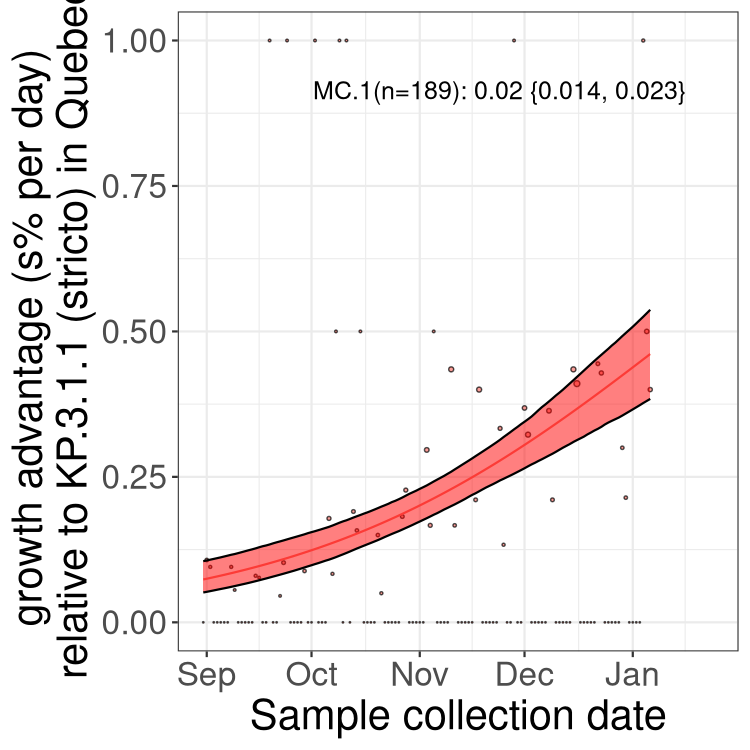 growth advantage (s% per day)
relative to KP.3.1.1 (stricto) in Quebec
1.00
0.75
0.50
0.25
0.00
MC.1(n=189): 0.02 {0.014, 0.023}
Sep Oct Nov Dec Jan
Sample collection date